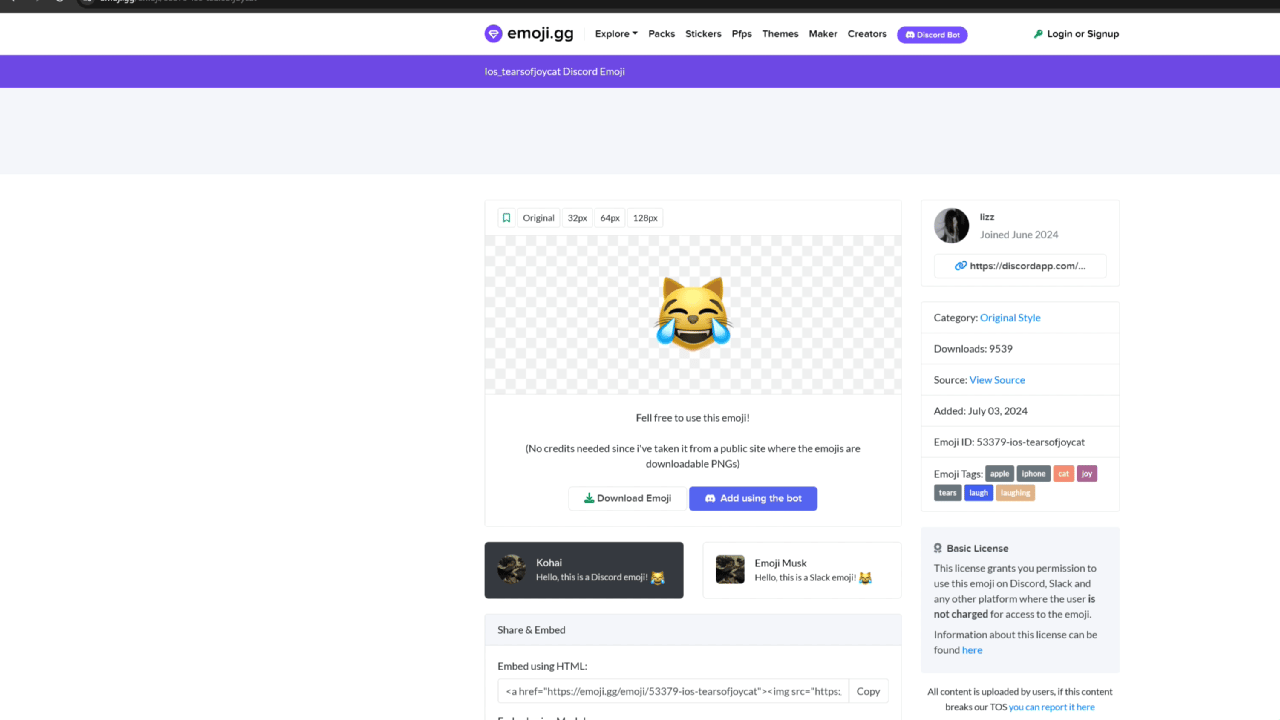 emoji.gg
Explore Packs Stickers Pfps Themes Maker Creators Discord Bot Login or Signup
Ios_tearsofjoycat Discord Emoji
Original 32px 64px 128px
Fell free to use this emoji!
(No credits needed since i've taken it from a public site where the emojis are
downloadable PNGs)
Download Emoji Add using the bot
Kohai
Hello, this is a Discord emoji!
Emoji Musk
Hello, this is a Slack emoji!
Share & Embed
Embed using HTML:
<a href="https://emoji.gg/emoji/53379-ios-tearsofjoycat"><img src="https:
Copy
lizz
Joined June 2024
https://discordapp.com/...
Category: Original Style
Downloads: 9539
Source: View Source
Added: July 03, 2024
Emoji ID: 53379-ios-tearsofjoycat
Emoji Tags: apple iphone cat joy
tears laugh laughing
Basic License
This license grants you permission to
use this emoji on Discord, Slack and
any other platform where the user is
not charged for access to the emoji.
Information about this license can be
found here
All content is uploaded by users, if this content
breaks our TOS you can report it here